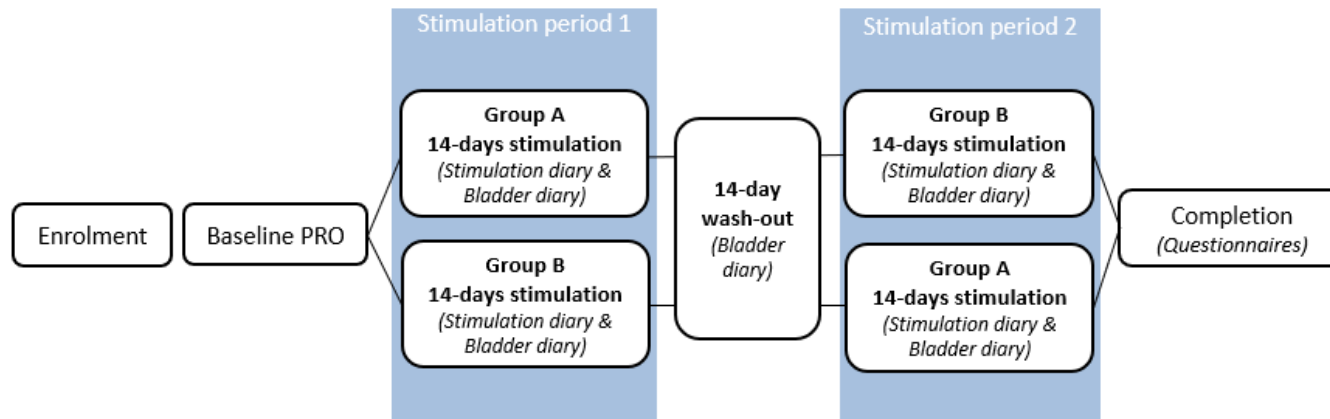 Stimulation period 1
Stimulation period 2
Enrolment
Baseline PRO
Group A
14-days stimulation
(Stimulation diary &
Bladder diary)
Group B
14-days stimulation
(Stimulation diary &
Bladder diary)
14-day
wash-out
(Bladder
diary)
Group B
14-days stimulation
(Stimulation diary &
Bladder diary)
Group A
14-days stimulation
(Stimulation diary &
Bladder diary)
Completion
(Questionnaires)